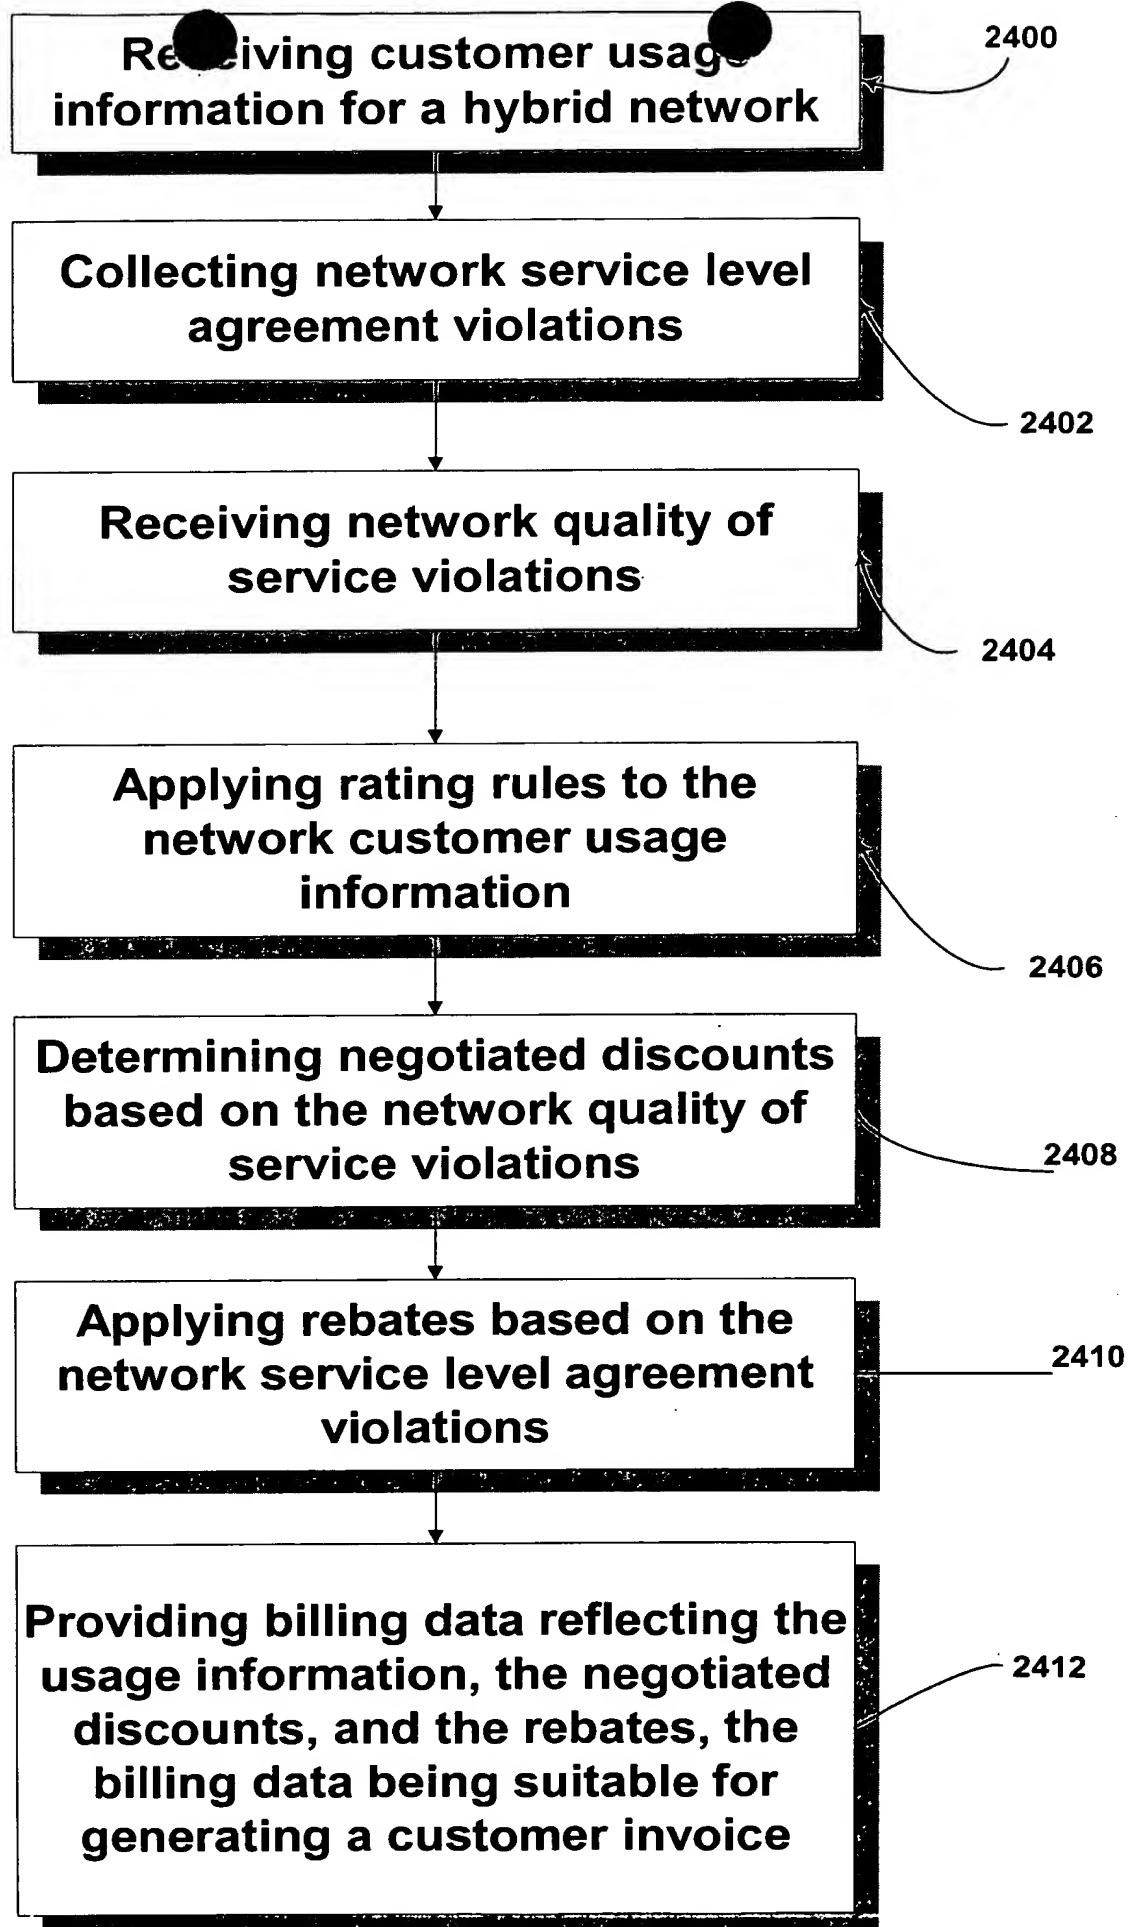 Receiving customer usage
information for a hybrid network
2400
Collecting network service level
agreement violations
2402
Receiving network quality of
service violations
2404
Applying rating rules to the
network customer usage
information
2406
Determining negotiated discounts
based on the network quality of
service violations
2408
Applying rebates based on the
network service level agreement
violations
2410
Providing billing data reflecting the
usage information, the negotiated
discounts, and the rebates, the
billing data being suitable for
generating a customer invoice
2412